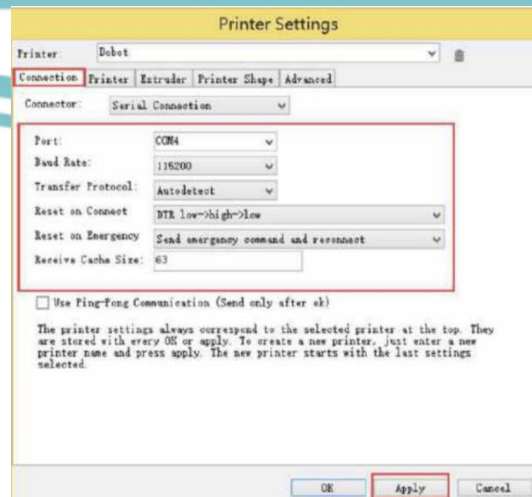 Printer Settings
Printer: Dobot
Connection Printer Extruder Printer Shape Advanced
Connector: Serial Connection
Port: COM4
Baud Rate: 115200
Transfer Protocol: Autodetect
Reset on Connect DTR low->high->low
Reset on Emergency Send emergency command and reconnect
Receive Cache Size: 63
Use Ping-Pong Communication (Send only after ok)
The printer settings always correspond to the selected printer at the top. They
are stored with every OK or apply. To create a new printer, just enter a new
printer name and press apply. The new printer starts with the last settings
selected.
OK Apply Cancel